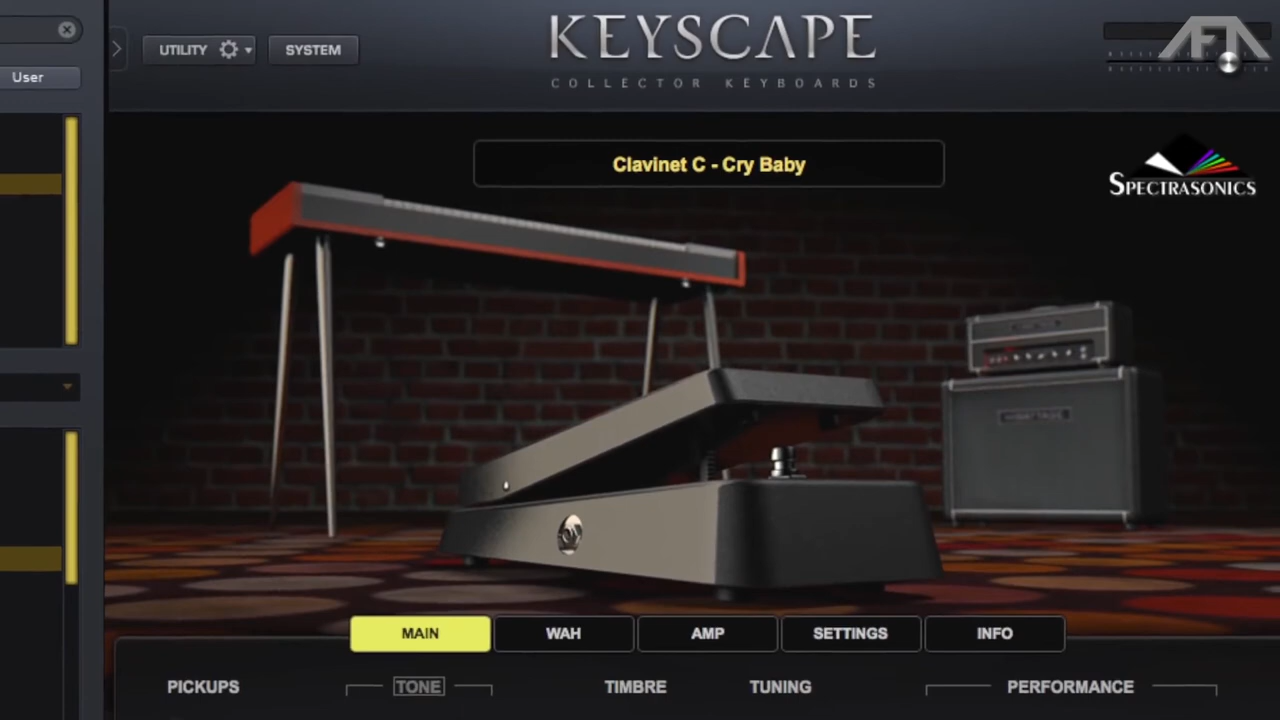 KEYSCAPE
UTILITY
SYSTEM
AFA
User
COLLECTOR KEYBOARDS
Clavinet C - Cry Baby
SPECTRASONICS
MAIN
WAH
AMP
SETTINGS
INFO
PICKUPS
TONE
TIMBRE
TUNING
PERFORMANCE